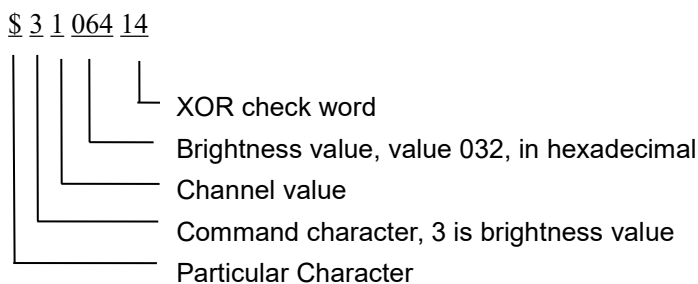 $ 3 1 064 14
XOR check word
Brightness value, value 032, in hexadecimal
Channel value
Command character, 3 is brightness value
Particular Character